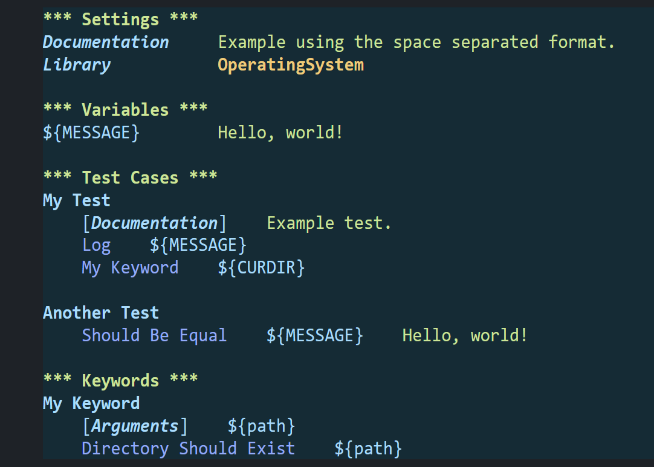 *** Settings ***
Documentation     Example using the space separated format.
Library           OperatingSystem

*** Variables ***
${MESSAGE}        Hello, world!

*** Test Cases ***
My Test
    [Documentation]    Example test.
    Log    ${MESSAGE}
    My Keyword    ${CURDIR}

Another Test
    Should Be Equal    ${MESSAGE}    Hello, world!

*** Keywords ***
My Keyword
    [Arguments]    ${path}
    Directory Should Exist    ${path}